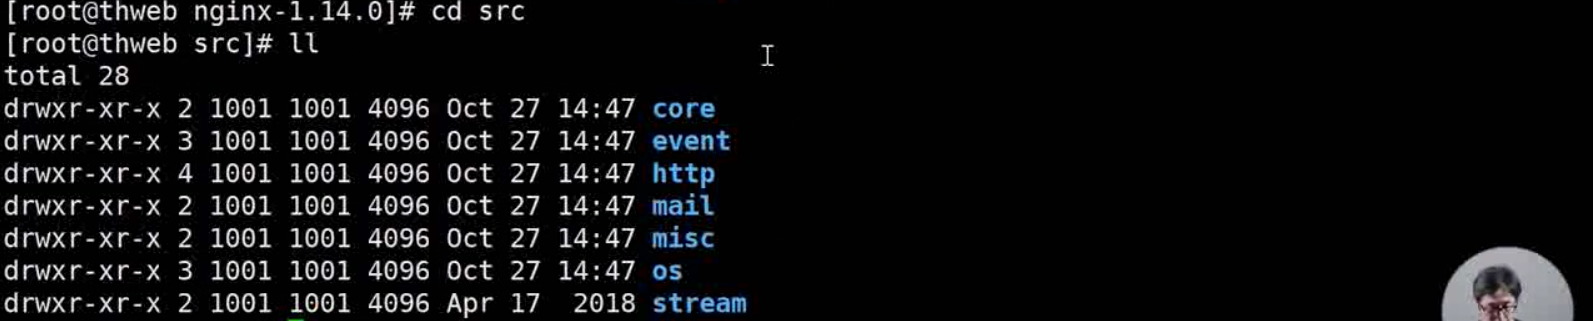 [root@thweb nginx-1.14.0]# cd src
[root@thweb src]# ll
total 28
drwxr-xr-x 2 1001 1001 4096 Oct 27 14:47 core
drwxr-xr-x 3 1001 1001 4096 Oct 27 14:47 event
drwxr-xr-x 4 1001 1001 4096 Oct 27 14:47 http
drwxr-xr-x 2 1001 1001 4096 Oct 27 14:47 mail
drwxr-xr-x 2 1001 1001 4096 Oct 27 14:47 misc
drwxr-xr-x 3 1001 1001 4096 Oct 27 14:47 os
drwxr-xr-x 2 1001 1001 4096 Apr 17  2018 stream